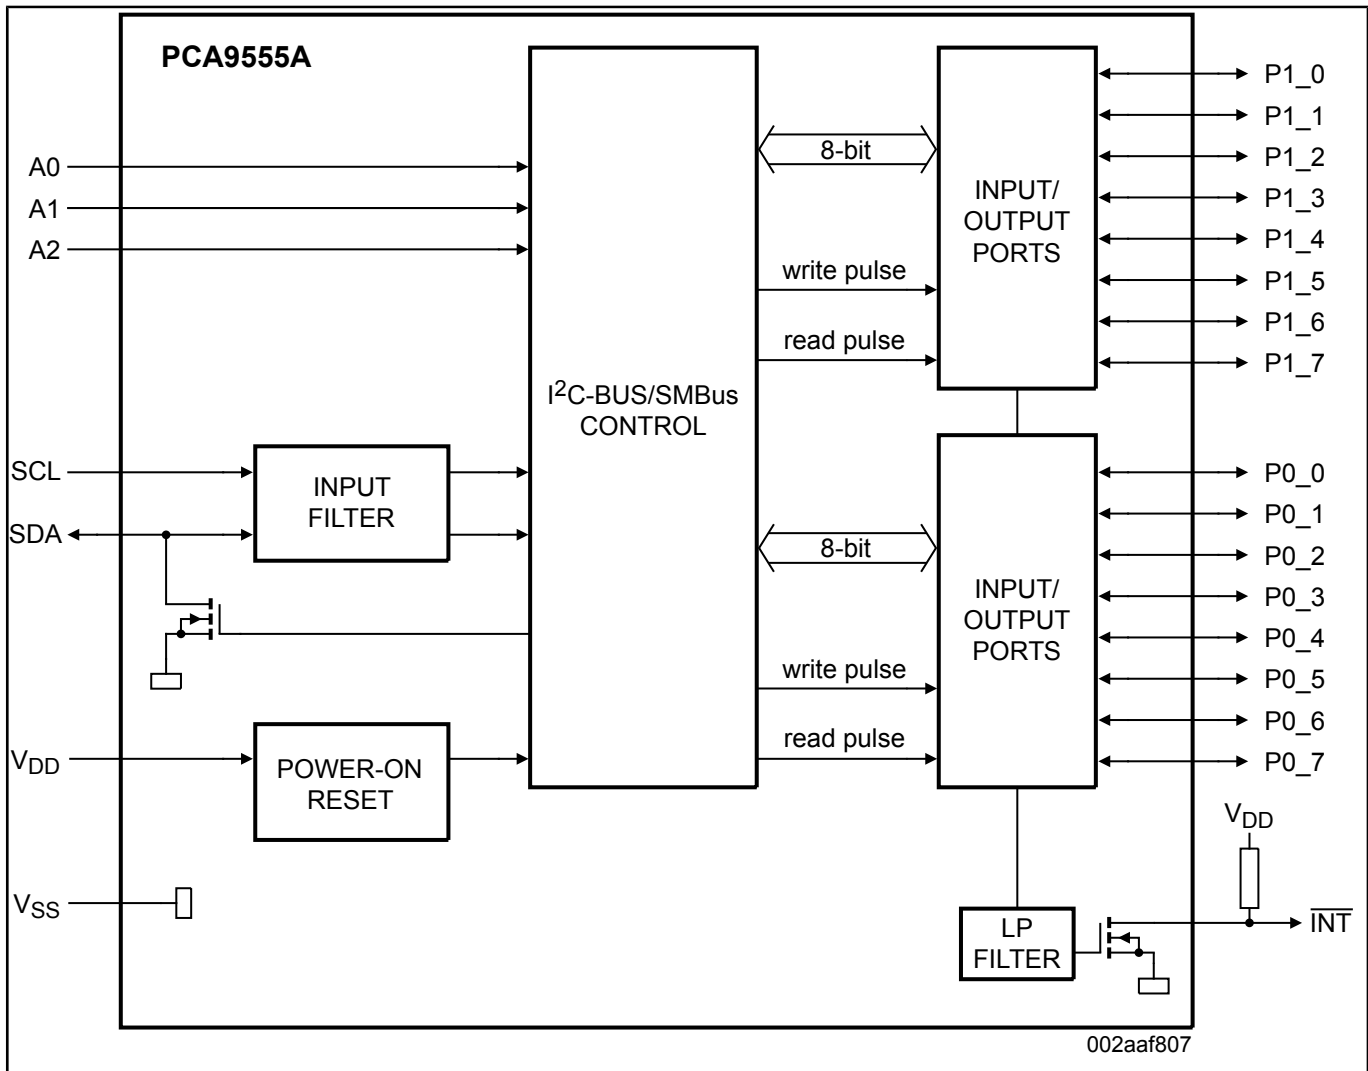 PCA9555A
A0
A1
A2
SCL
SDA
VDD
VSS
INPUT
FILTER
POWER-ON
RESET
I2C-BUS/SMBus
CONTROL
8-bit
write pulse
read pulse
8-bit
write pulse
read pulse
INPUT/
OUTPUT
PORTS
INPUT/
OUTPUT
PORTS
LP
FILTER
P1_0
P1_1
P1_2
P1_3
P1_4
P1_5
P1_6
P1_7
P0_0
P0_1
P0_2
P0_3
P0_4
P0_5
P0_6
P0_7
VDD
INT
002aaf807